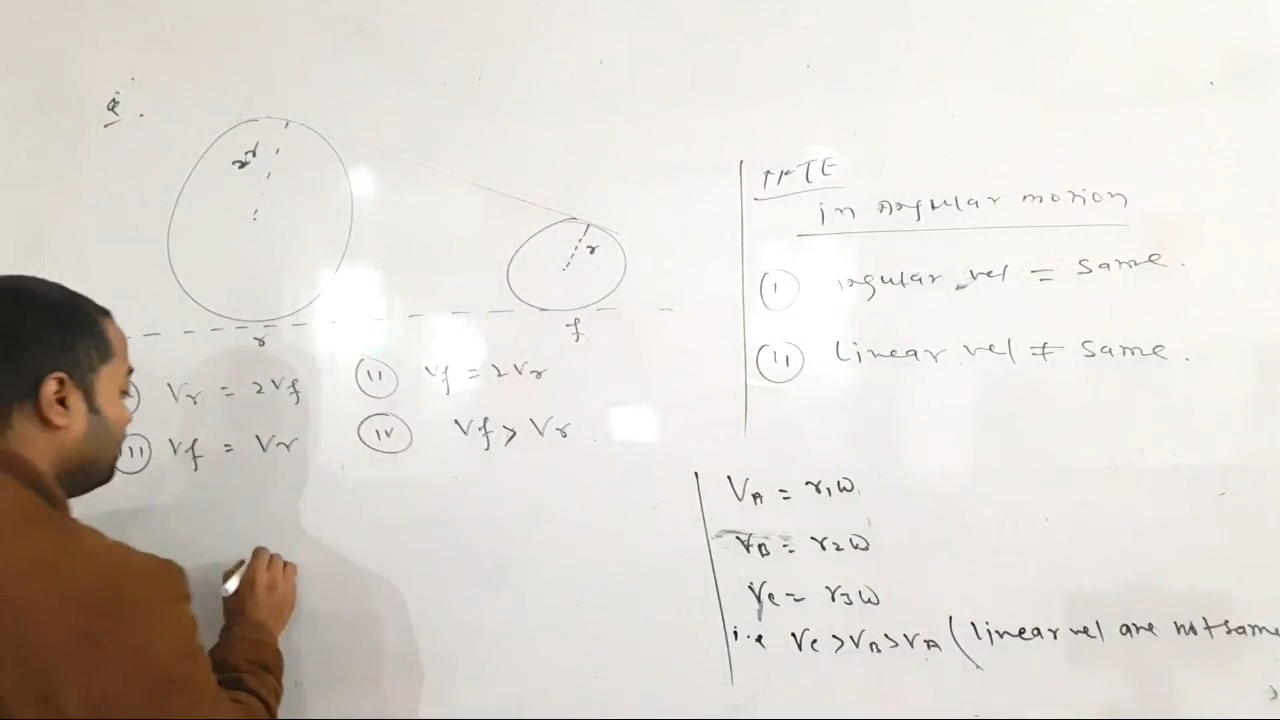 Q.
2r
r
r
f
Vr = 2Vf
(ii) Vf = 2Vr
(iii) Vf = Vr
(iv) Vf > Vr
in angular motion
(i) angular vel = same.
(ii) linear vel ≠ same.
VA = r1ω
VB = r2ω
Vc = r3ω
i.e Vc > VB > VA (linear vel are not same